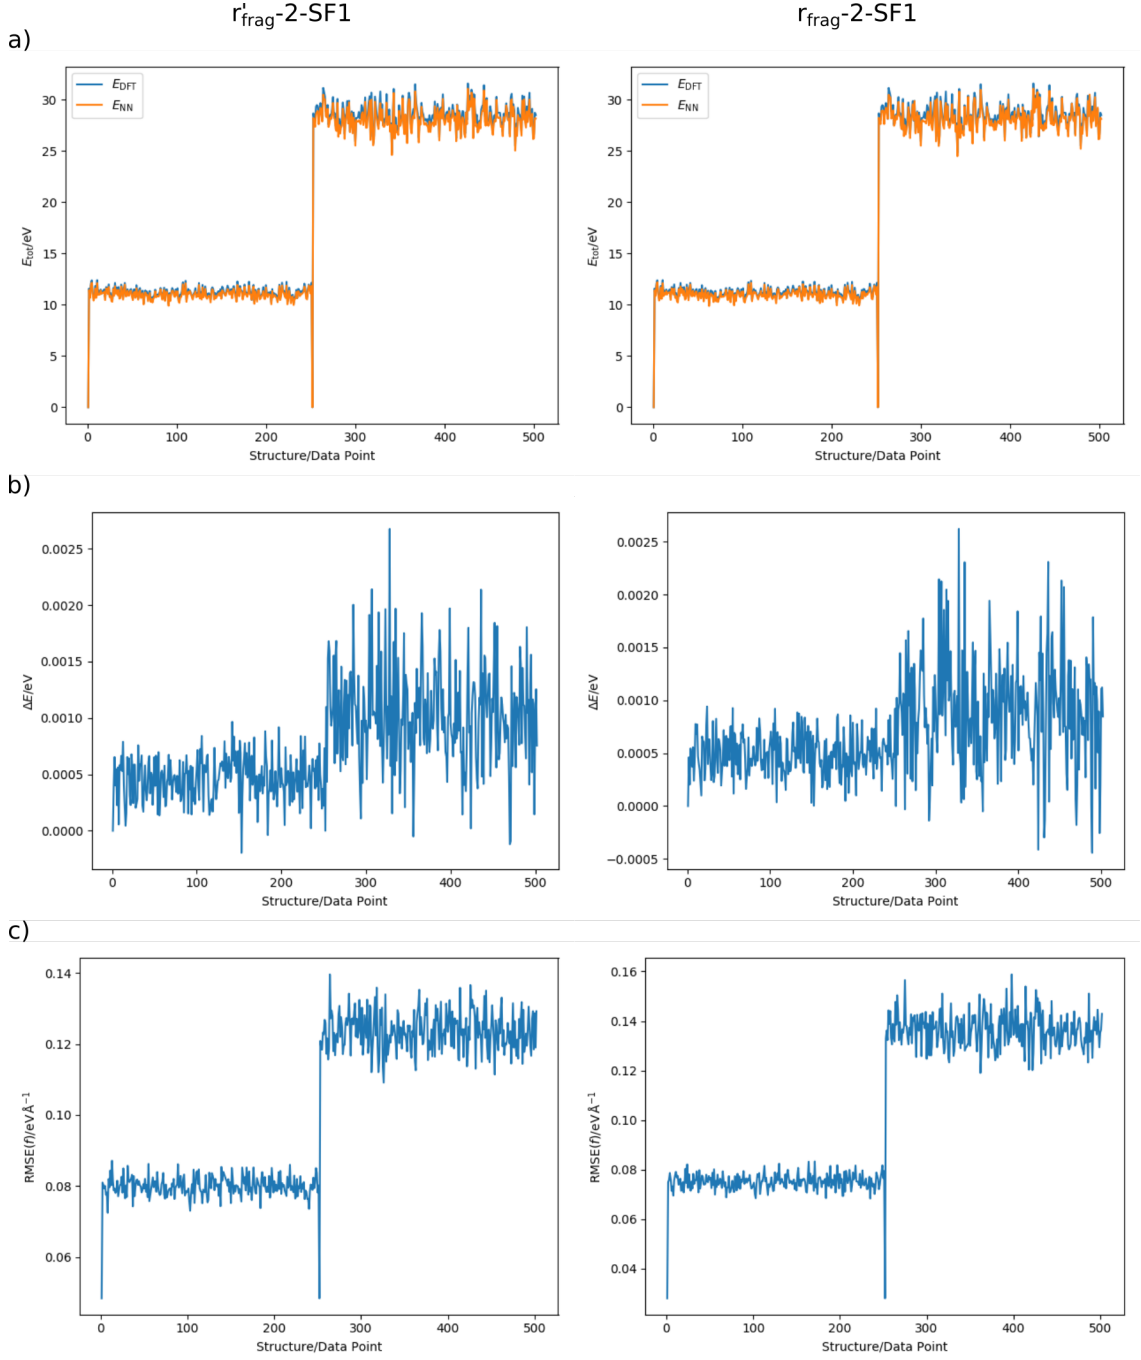 r'frag-2-SF1
rfrag-2-SF1
a)
EDFT
ENN
30
25
20
15
10
5
0
Etot/eV
0 100 200 300 400 500
Structure/Data Point
EDFT
ENN
30
25
20
15
10
5
0
Etot/eV
0 100 200 300 400 500
Structure/Data Point
b)
0.0025
0.0020
0.0015
0.0010
0.0005
0.0000
ΔE/eV
0 100 200 300 400 500
Structure/Data Point
0.0025
0.0020
0.0015
0.0010
0.0005
0.0000
−0.0005
ΔE/eV
0 100 200 300 400 500
Structure/Data Point
c)
0.14
0.12
0.10
0.08
0.06
RMSE(f)/eVÅ⁻¹
0 100 200 300 400 500
Structure/Data Point
0.16
0.14
0.12
0.10
0.08
0.06
0.04
RMSE(f)/eVÅ⁻¹
0 100 200 300 400 500
Structure/Data Point